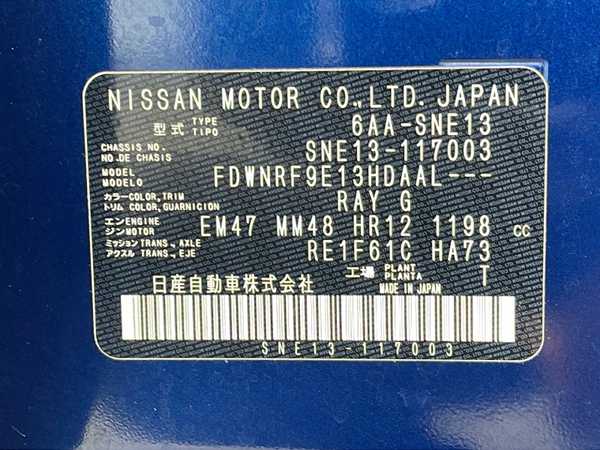 NISSAN MOTOR CO.,LTD. JAPAN
型式 TYPE TIPO 6AA-SNE13
CHASSIS NO. NO.DE CHASIS SNE13-117003
MODEL MODELO FDWNRF9E13HDAAL---
カラー COLOR,TRIM トリム COLOR,GUARNICION RAY G
エンジン ENGINE MOTOR EM47 MM48 HR12 1198 CC
ミッション TRANS.,AXLE アクスル TRANS.,EJE RE1F61C HA73
工場 PLANT PLANTA T
日産自動車株式会社 MADE IN JAPAN
SNE13-117003